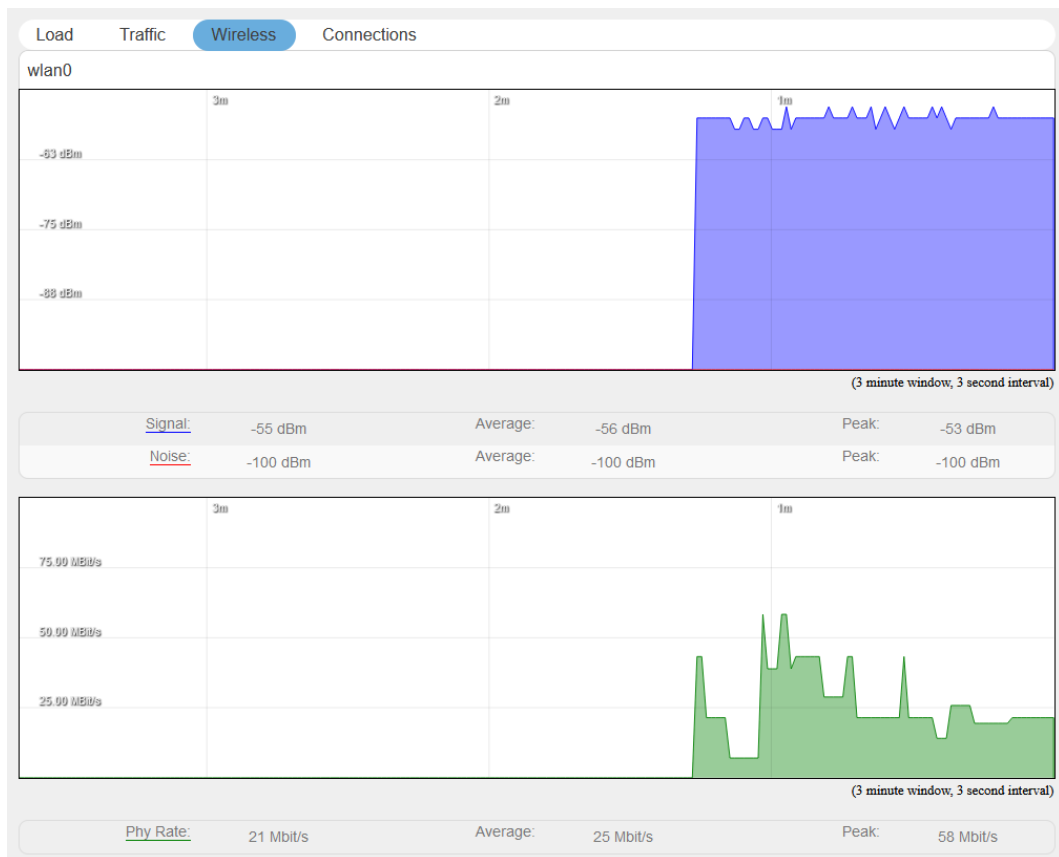 Load Traffic Wireless Connections
wlan0
3m 2m 1m
-63 dBm
-75 dBm
-88 dBm
(3 minute window, 3 second interval)
Signal: -55 dBm Average: -56 dBm Peak: -53 dBm
Noise: -100 dBm Average: -100 dBm Peak: -100 dBm
3m 2m 1m
75.00 MBit/s
50.00 MBit/s
25.00 MBit/s
(3 minute window, 3 second interval)
Phy Rate: 21 Mbit/s Average: 25 Mbit/s Peak: 58 Mbit/s